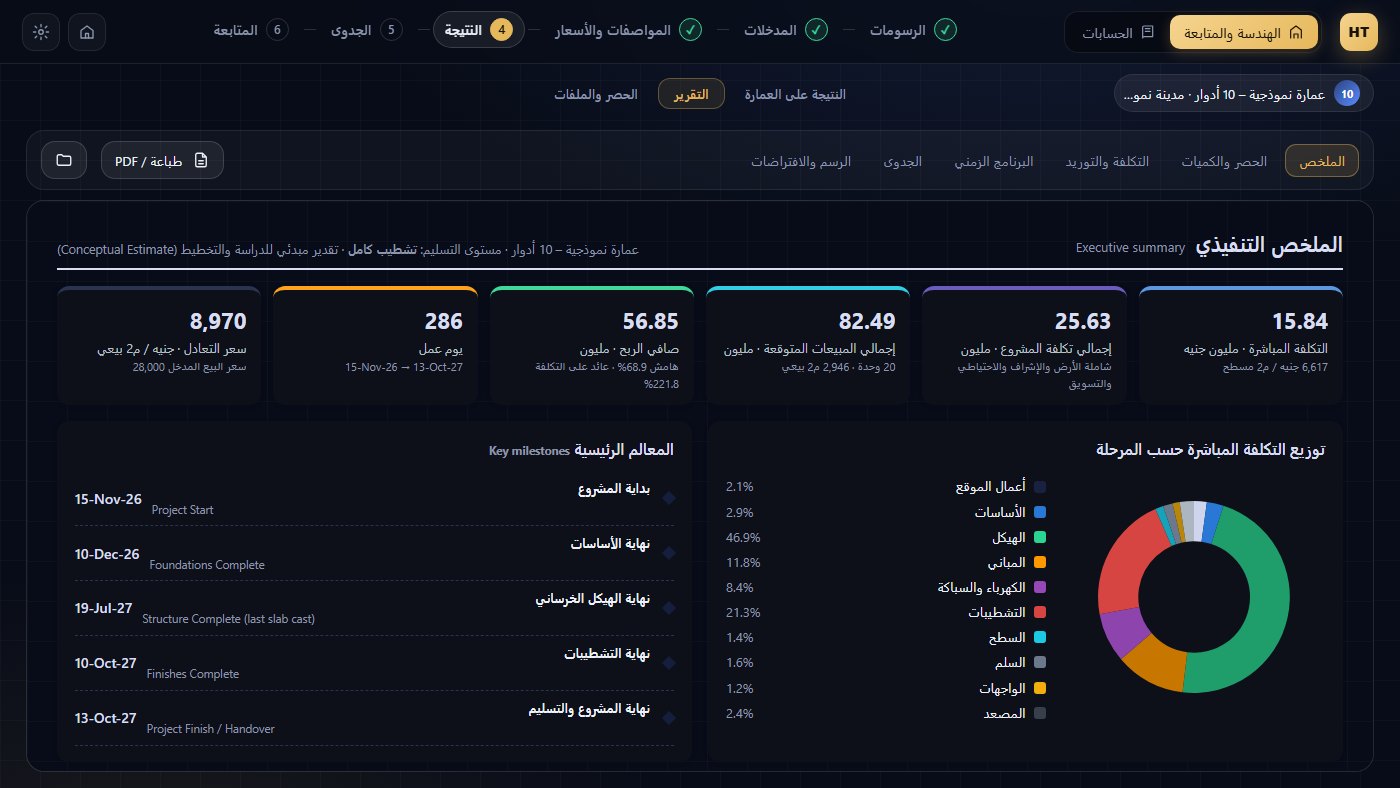 HT
الهندسة والمتابعة
الحسابات
✓ الرسومات
✓ المدخلات
✓ المواصفات والأسعار
4 النتيجة
5 الجدوى
6 المتابعة
10 عمارة نموذجية – 10 أدوار · مدينة نمو...
النتيجة على العمارة
التقرير
الحصر والملفات
الملخص
الحصر والكميات
التكلفة والتوريد
البرنامج الزمني
الجدوى
الرسم والافتراضات
طباعة / PDF
الملخص التنفيذي Executive summary
عمارة نموذجية – 10 أدوار · مستوى التسليم: تشطيب كامل · تقدير مبدئي للدراسة والتخطيط (Conceptual Estimate)
15.84
التكلفة المباشرة · مليون جنيه
6,617 جنيه / م2 مسطح
25.63
إجمالي تكلفة المشروع · مليون
شاملة الأرض والإشراف والاحتياطي
والتسويق
82.49
إجمالي المبيعات المتوقعة · مليون
20 وحدة · 2,946 م2 بيعي
56.85
صافي الربح · مليون
هامش 68.9% · عائد على التكلفة
221.8%
286
يوم عمل
15-Nov-26 → 13-Oct-27
8,970
سعر التعادل · جنيه / م2 بيعي
سعر البيع المدخل 28,000
توزيع التكلفة المباشرة حسب المرحلة
أعمال الموقع 2.1%
الأساسات 2.9%
الهيكل 46.9%
المباني 11.8%
الكهرباء والسباكة 8.4%
التشطيبات 21.3%
السطح 1.4%
السلم 1.6%
الواجهات 1.2%
المصعد 2.4%
المعالم الرئيسية Key milestones
بداية المشروع
Project Start 15-Nov-26
نهاية الأساسات
Foundations Complete 10-Dec-26
نهاية الهيكل الخرساني
Structure Complete (last slab cast) 19-Jul-27
نهاية التشطيبات
Finishes Complete 10-Oct-27
نهاية المشروع والتسليم
Project Finish / Handover 13-Oct-27